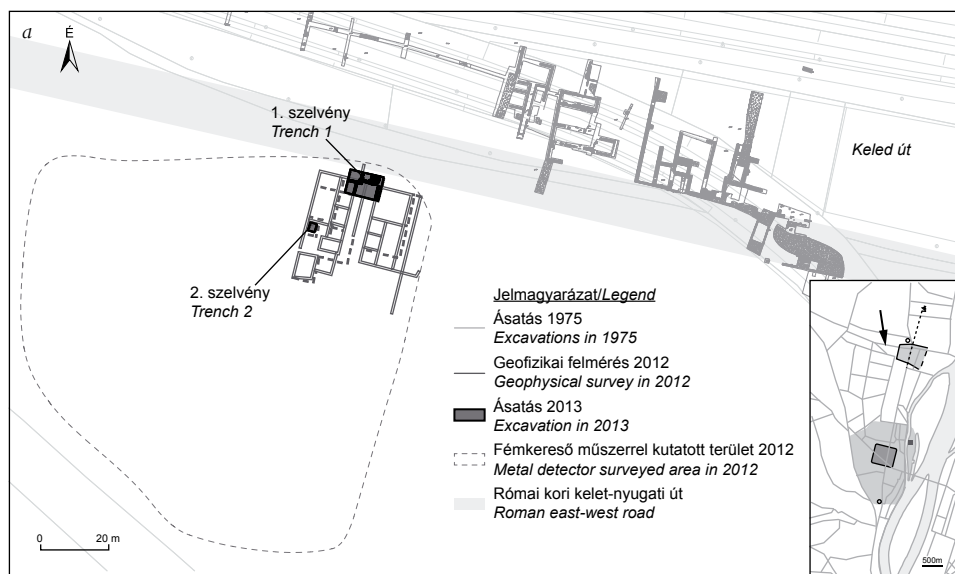 a
É
1. szelvény
Trench 1
Keled út
2. szelvény
Trench 2
Jelmagyarázat/Legend
Ásatás 1975
Excavations in 1975
Geofizikai felmérés 2012
Geophysical survey in 2012
Ásatás 2013
Excavation in 2013
Fémkereső műszerrel kutatott terület 2012
Metal detector surveyed area in 2012
Római kori kelet-nyugati út
Roman east-west road
0 20 m
500m